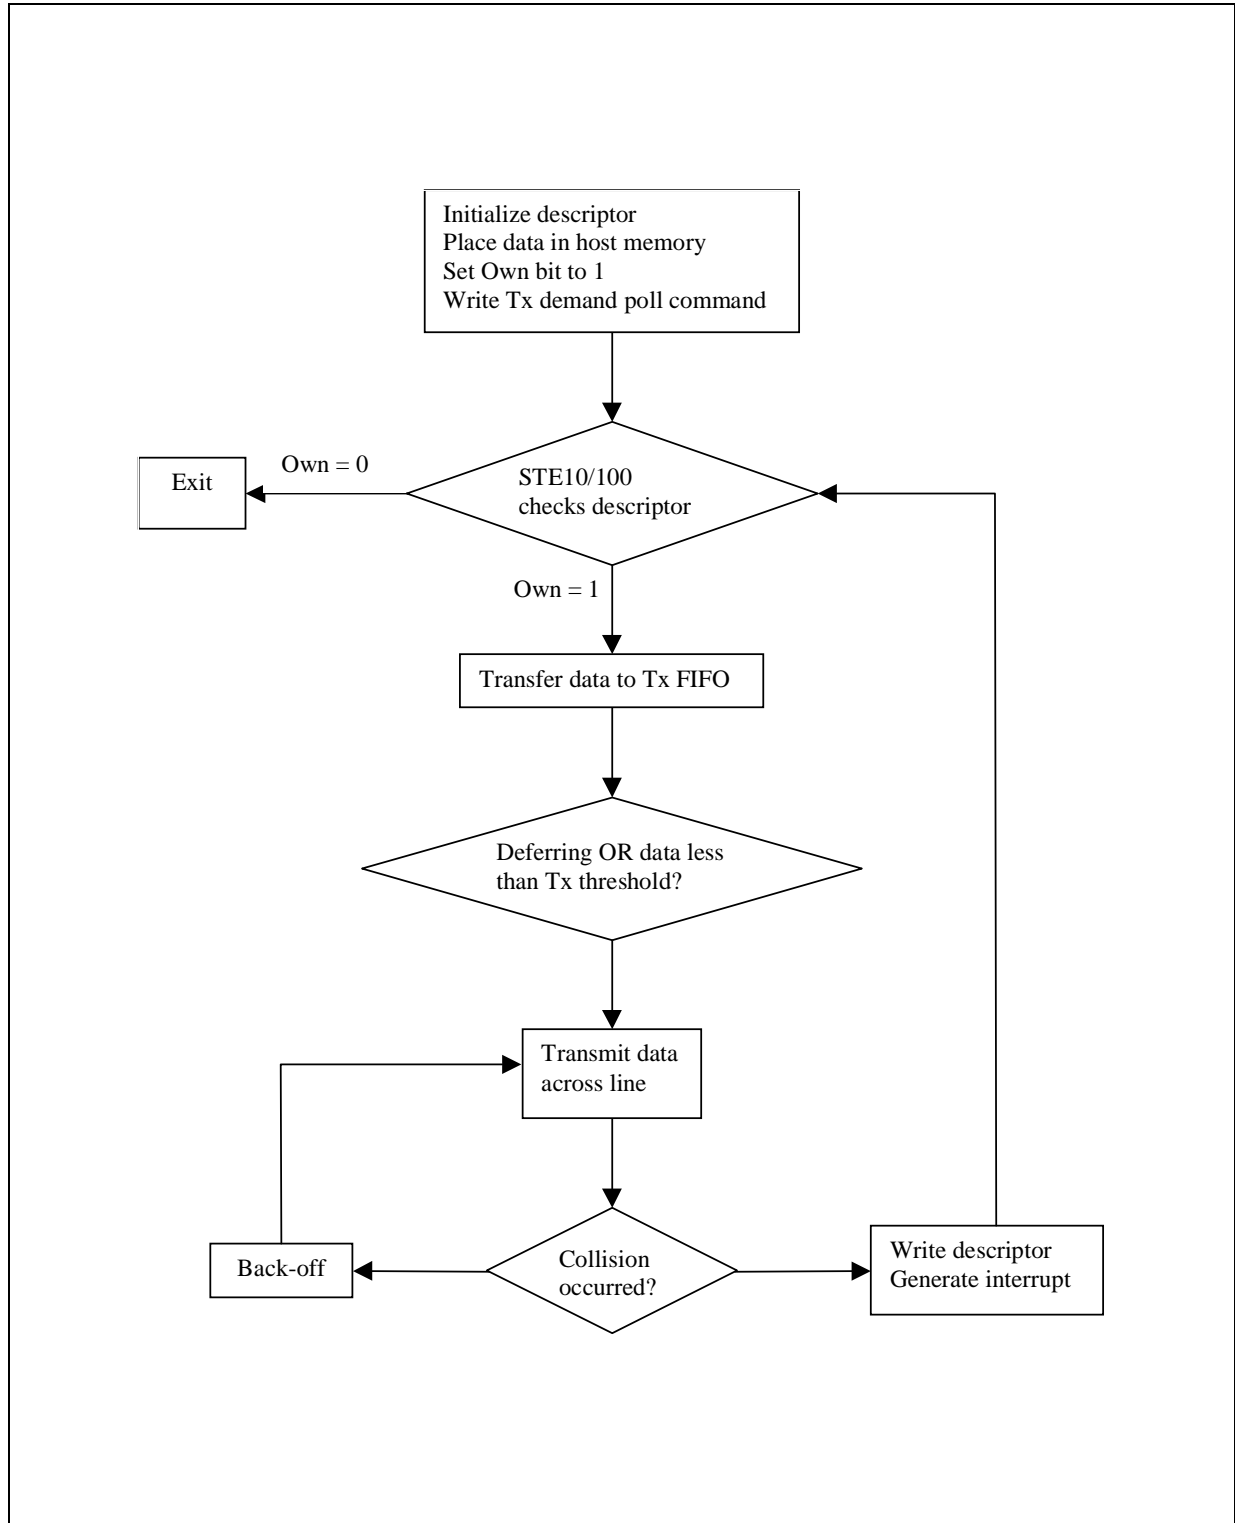 Initialize descriptor
Place data in host memory
Set Own bit to 1
Write Tx demand poll command
Exit
Own = 0
STE10/100
checks descriptor
Own = 1
Transfer data to Tx FIFO
Deferring OR data less
than Tx threshold?
Transmit data
across line
Back-off
Collision
occurred?
Write descriptor
Generate interrupt